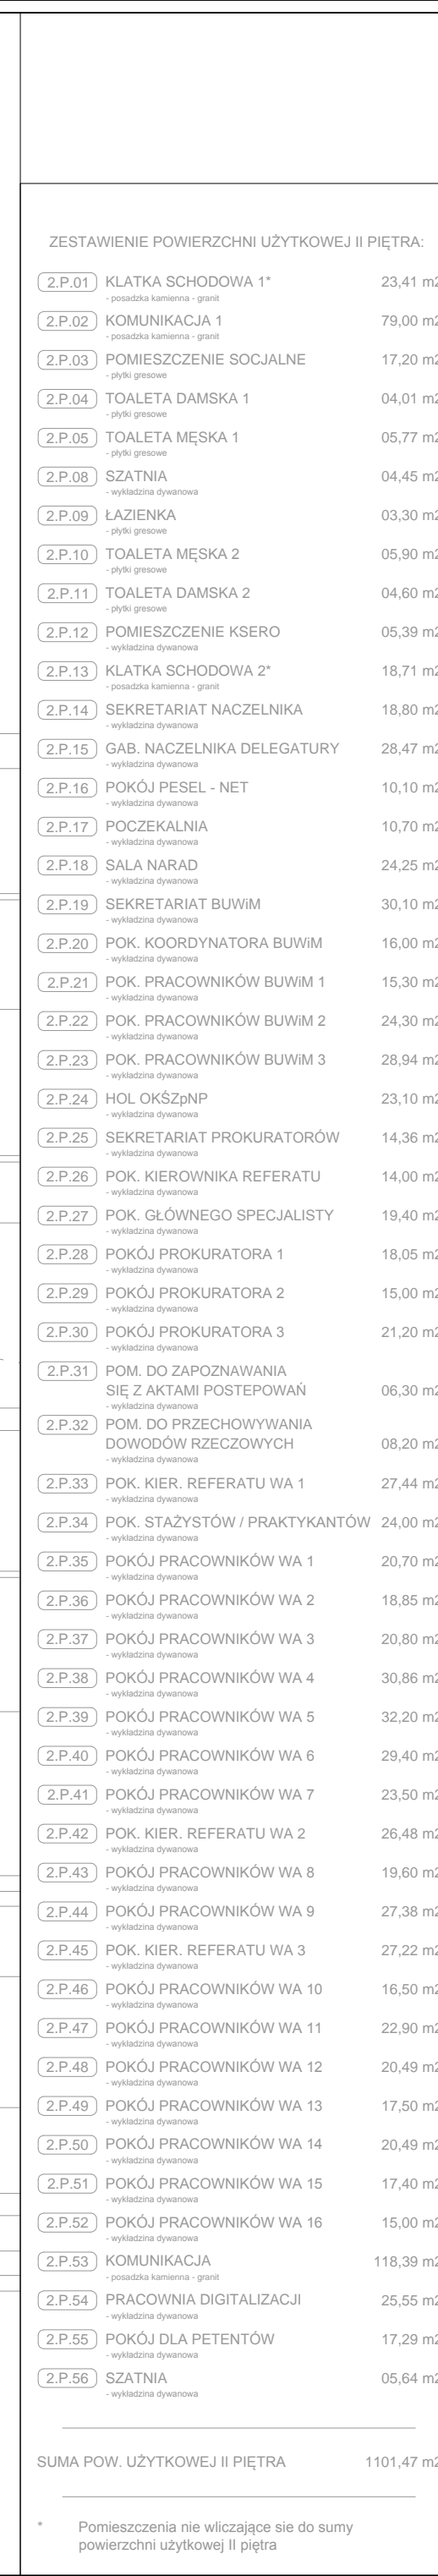 ZESTAWIENIE POWIERZCHNI UŻYTKOWEJ II PIĘTRA:
2.P.01 KLATKA SCHODOWA 1* 23,41 m2
- posadzka kamienna - granit
2.P.02 KOMUNIKACJA 1 79,00 m2
- posadzka kamienna - granit
2.P.03 POMIESZCZENIE SOCJALNE 17,20 m2
- płytki gresowe
2.P.04 TOALETA DAMSKA 1 04,01 m2
- płytki gresowe
2.P.05 TOALETA MĘSKA 1 05,77 m2
- płytki gresowe
2.P.08 SZATNIA 04,45 m2
- wykładzina dywanowa
2.P.09 ŁAZIENKA 03,30 m2
- płytki gresowe
2.P.10 TOALETA MĘSKA 2 05,90 m2
- płytki gresowe
2.P.11 TOALETA DAMSKA 2 04,60 m2
- płytki gresowe
2.P.12 POMIESZCZENIE KSERO 05,39 m2
- wykładzina dywanowa
2.P.13 KLATKA SCHODOWA 2* 18,71 m2
- posadzka kamienna - granit
2.P.14 SEKRETARIAT NACZELNIKA 18,80 m2
- wykładzina dywanowa
2.P.15 GAB. NACZELNIKA DELEGATURY 28,47 m2
- wykładzina dywanowa
2.P.16 POKÓJ PESEL - NET 10,10 m2
- wykładzina dywanowa
2.P.17 POCZEKALNIA 10,70 m2
- wykładzina dywanowa
2.P.18 SALA NARAD 24,25 m2
- wykładzina dywanowa
2.P.19 SEKRETARIAT BUWiM 30,10 m2
- wykładzina dywanowa
2.P.20 POK. KOORDYNATORA BUWiM 16,00 m2
- wykładzina dywanowa
2.P.21 POK. PRACOWNIKÓW BUWiM 1 15,30 m2
- wykładzina dywanowa
2.P.22 POK. PRACOWNIKÓW BUWiM 2 24,30 m2
- wykładzina dywanowa
2.P.23 POK. PRACOWNIKÓW BUWiM 3 28,94 m2
- wykładzina dywanowa
2.P.24 HOL OKŚZpNP 23,10 m2
- wykładzina dywanowa
2.P.25 SEKRETARIAT PROKURATORÓW 14,36 m2
- wykładzina dywanowa
2.P.26 POK. KIEROWNIKA REFERATU 14,00 m2
- wykładzina dywanowa
2.P.27 POK. GŁÓWNEGO SPECJALISTY 19,40 m2
- wykładzina dywanowa
2.P.28 POKÓJ PROKURATORA 1 18,05 m2
- wykładzina dywanowa
2.P.29 POKÓJ PROKURATORA 2 15,00 m2
- wykładzina dywanowa
2.P.30 POKÓJ PROKURATORA 3 21,20 m2
- wykładzina dywanowa
2.P.31 POM. DO ZAPOZNAWANIA
SIĘ Z AKTAMI POSTEPOWAŃ 06,30 m2
- wykładzina dywanowa
2.P.32 POM. DO PRZECHOWYWANIA
DOWODÓW RZECZOWYCH 08,20 m2
- wykładzina dywanowa
2.P.33 POK. KIER. REFERATU WA 1 27,44 m2
- wykładzina dywanowa
2.P.34 POK. STAŻYSTÓW / PRAKTYKANTÓW 24,00 m2
- wykładzina dywanowa
2.P.35 POKÓJ PRACOWNIKÓW WA 1 20,70 m2
- wykładzina dywanowa
2.P.36 POKÓJ PRACOWNIKÓW WA 2 18,85 m2
- wykładzina dywanowa
2.P.37 POKÓJ PRACOWNIKÓW WA 3 20,80 m2
- wykładzina dywanowa
2.P.38 POKÓJ PRACOWNIKÓW WA 4 30,86 m2
- wykładzina dywanowa
2.P.39 POKÓJ PRACOWNIKÓW WA 5 32,20 m2
- wykładzina dywanowa
2.P.40 POKÓJ PRACOWNIKÓW WA 6 29,40 m2
- wykładzina dywanowa
2.P.41 POKÓJ PRACOWNIKÓW WA 7 23,50 m2
- wykładzina dywanowa
2.P.42 POK. KIER. REFERATU WA 2 26,48 m2
- wykładzina dywanowa
2.P.43 POKÓJ PRACOWNIKÓW WA 8 19,60 m2
- wykładzina dywanowa
2.P.44 POKÓJ PRACOWNIKÓW WA 9 27,38 m2
- wykładzina dywanowa
2.P.45 POK. KIER. REFERATU WA 3 27,22 m2
- wykładzina dywanowa
2.P.46 POKÓJ PRACOWNIKÓW WA 10 16,50 m2
- wykładzina dywanowa
2.P.47 POKÓJ PRACOWNIKÓW WA 11 22,90 m2
- wykładzina dywanowa
2.P.48 POKÓJ PRACOWNIKÓW WA 12 20,49 m2
- wykładzina dywanowa
2.P.49 POKÓJ PRACOWNIKÓW WA 13 17,50 m2
- wykładzina dywanowa
2.P.50 POKÓJ PRACOWNIKÓW WA 14 20,49 m2
- wykładzina dywanowa
2.P.51 POKÓJ PRACOWNIKÓW WA 15 17,40 m2
- wykładzina dywanowa
2.P.52 POKÓJ PRACOWNIKÓW WA 16 15,00 m2
- wykładzina dywanowa
2.P.53 KOMUNIKACJA 118,39 m2
- posadzka kamienna - granit
2.P.54 PRACOWNIA DIGITALIZACJI 25,55 m2
- wykładzina dywanowa
2.P.55 POKÓJ DLA PETENTÓW 17,29 m2
- wykładzina dywanowa
2.P.56 SZATNIA 05,64 m2
- wykładzina dywanowa
SUMA POW. UŻYTKOWEJ II PIĘTRA 1101,47 m2
* Pomieszczenia nie wliczające sie do sumy
powierzchni użytkowej II piętra